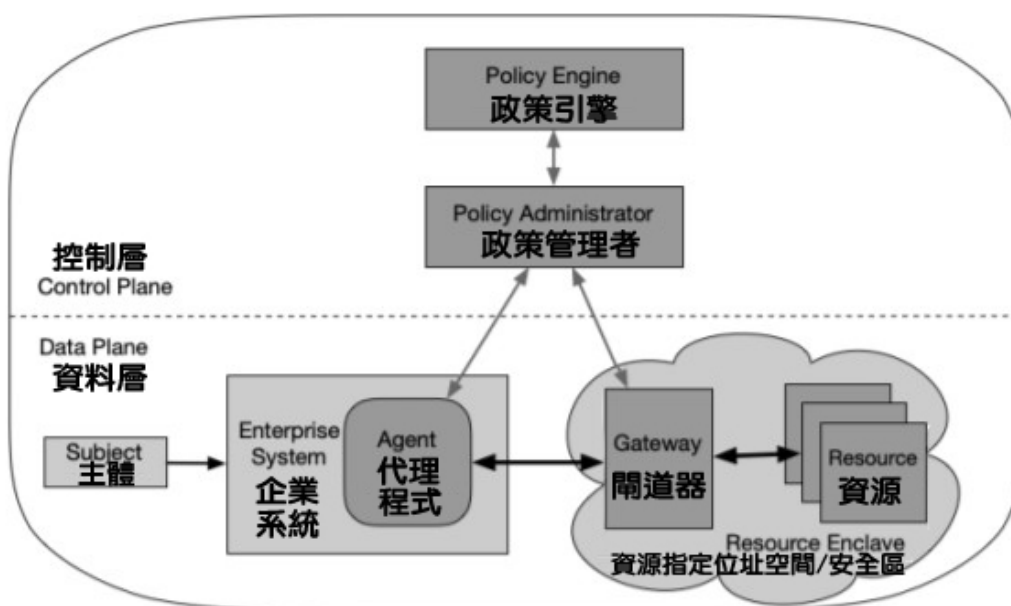 Policy Engine
政策引擎
Policy Administrator
政策管理者
控制層
Control Plane
Data Plane
資料層
Subject
主體
Enterprise
System
企業
系統
Agent
代理
程式
Gateway
閘道器
Resource
資源
Resource Enclave
資源指定位址空間/安全區